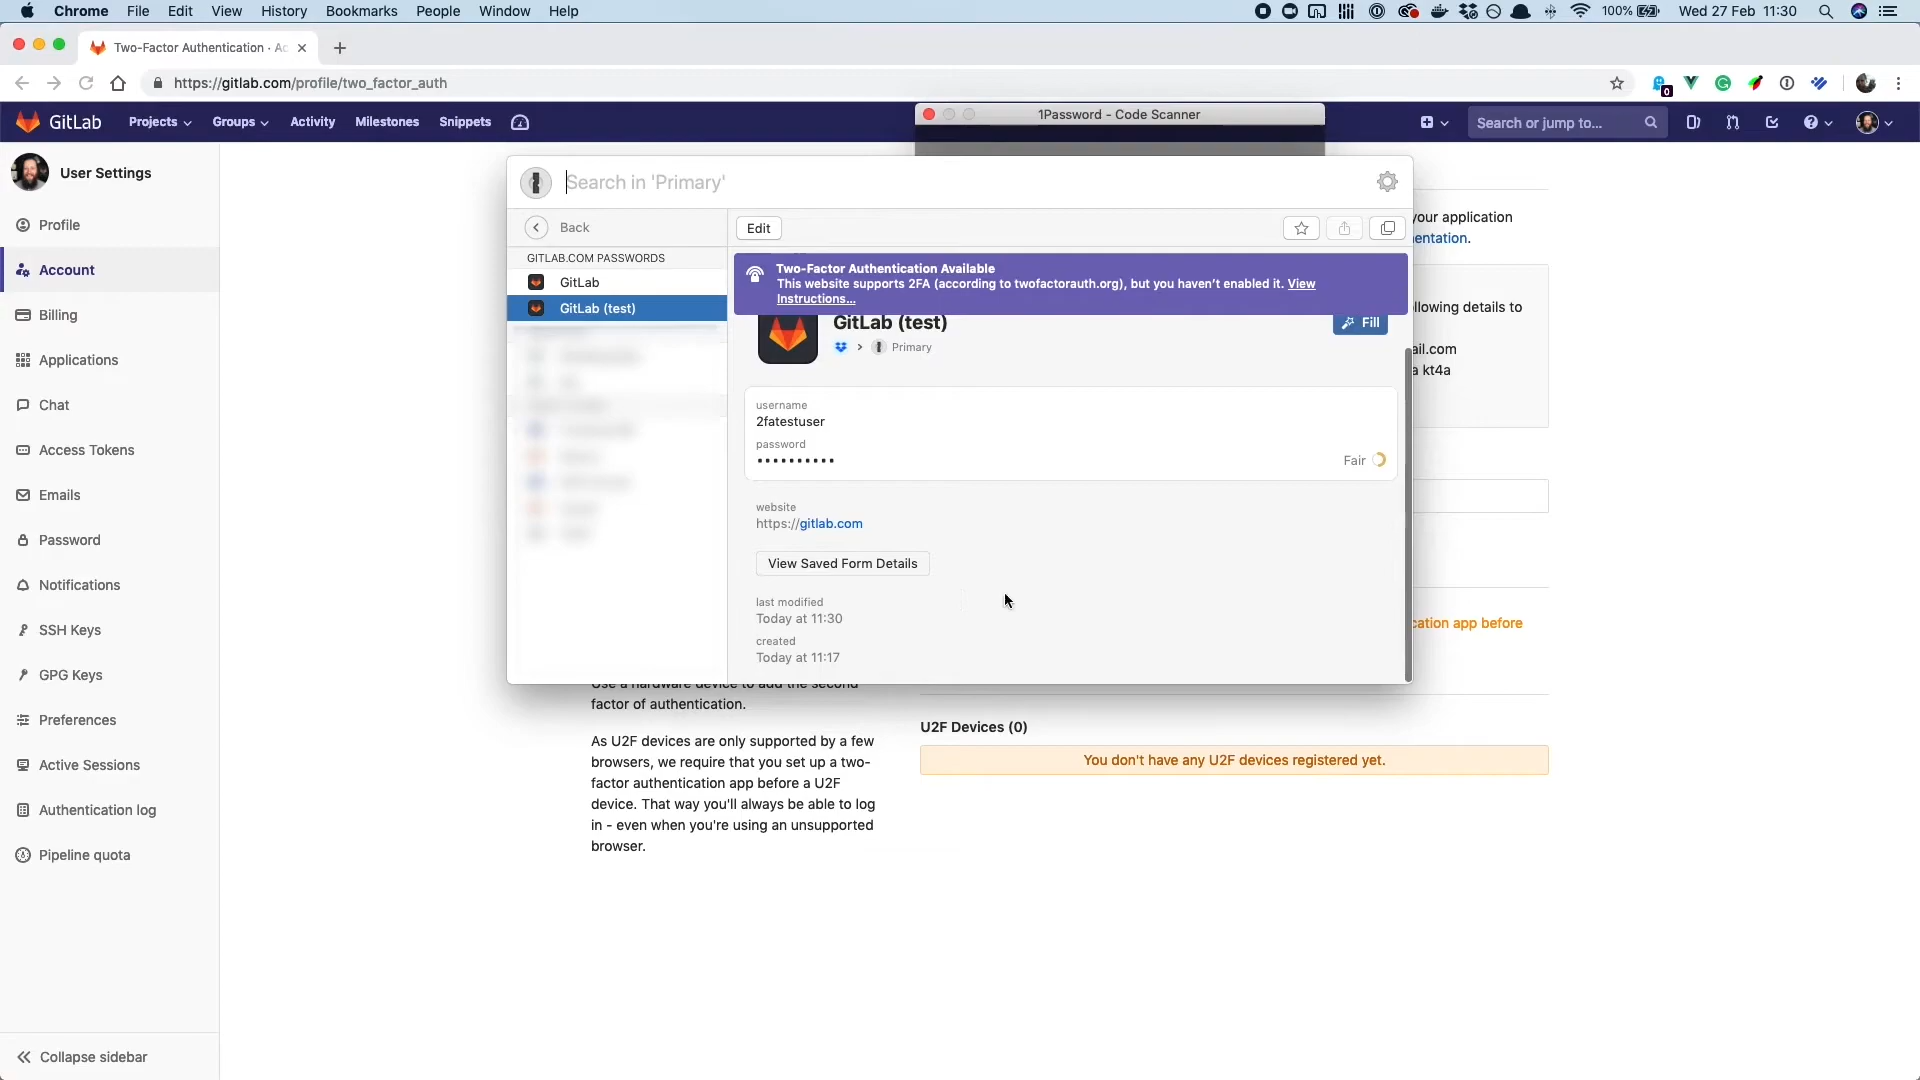 Chrome File Edit View History Bookmarks People Window Help
100% Wed 27 Feb 11:30
Two-Factor Authentication · Ac
https://gitlab.com/profile/two_factor_auth
0
GitLab Projects Groups Activity Milestones Snippets
1Password - Code Scanner
Search or jump to...
User Settings
Profile
Account
Billing
Applications
Chat
Access Tokens
Emails
Password
Notifications
SSH Keys
GPG Keys
Preferences
Active Sessions
Authentication log
Pipeline quota
Collapse sidebar
Search in 'Primary'
Back
Edit
GITLAB.COM PASSWORDS
GitLab
GitLab (test)
Two-Factor Authentication Available
This website supports 2FA (according to twofactorauth.org), but you haven't enabled it. View
Instructions...
GitLab (test)
Fill
Primary
username
2fatestuser
password
••••••••••
Fair
website
https://gitlab.com
View Saved Form Details
last modified
Today at 11:30
created
Today at 11:17
your application
entation.
llowing details to
ail.com
a kt4a
cation app before
Use a hardware device to add the second
factor of authentication.
As U2F devices are only supported by a few
browsers, we require that you set up a two-
factor authentication app before a U2F
device. That way you'll always be able to log
in - even when you're using an unsupported
browser.
U2F Devices (0)
You don't have any U2F devices registered yet.